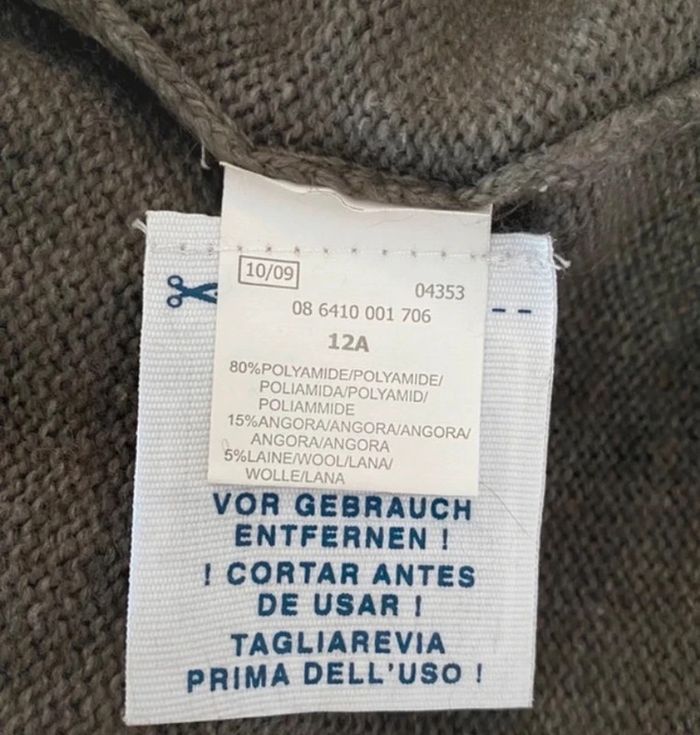 10/09
04353
08 6410 001 706
12A
80%POLYAMIDE/POLYAMIDE/
POLIAMIDA/POLYAMID/
POLIAMMIDE
15%ANGORA/ANGORA/ANGORA/
ANGORA/ANGORA
5%LAINE/WOOL/LANA/
WOLLE/LANA
VOR GEBRAUCH
ENTFERNEN !
! CORTAR ANTES
DE USAR !
TAGLIAREVIA
PRIMA DELL'USO !